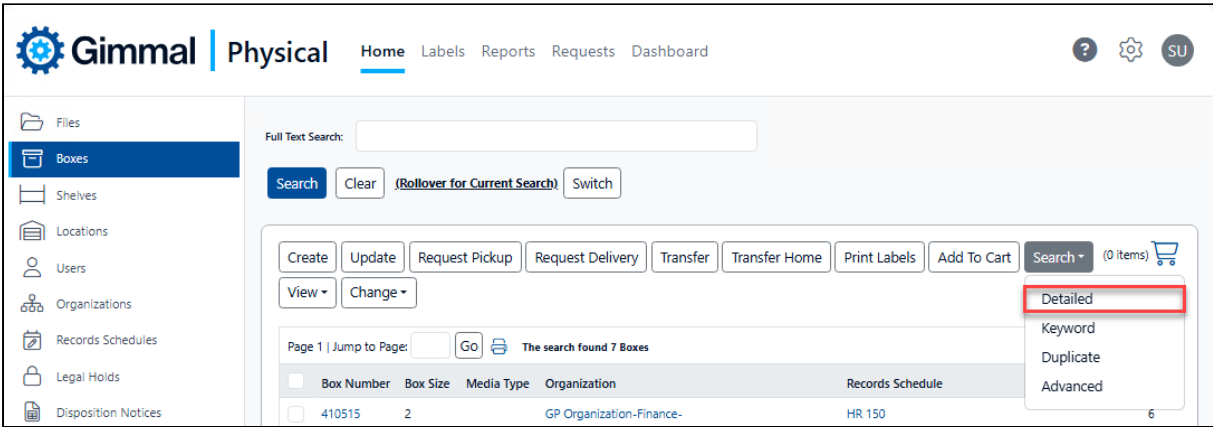 Gimmal | Physical Home Labels Reports Requests Dashboard ? SU
Files
Full Text Search:
Boxes
Search Clear (Rollover for Current Search) Switch
Shelves
Locations
Create Update Request Pickup Request Delivery Transfer Transfer Home Print Labels Add To Cart Search (0 items)
Users
View Change
Detailed
Organizations
Keyword
Records Schedules
Page 1 | Jump to Page: Go The search found 7 Boxes
Duplicate
Legal Holds
Box Number Box Size Media Type Organization Records Schedule
Advanced
Disposition Notices
410515 2 GP Organization-Finance- HR 150 6